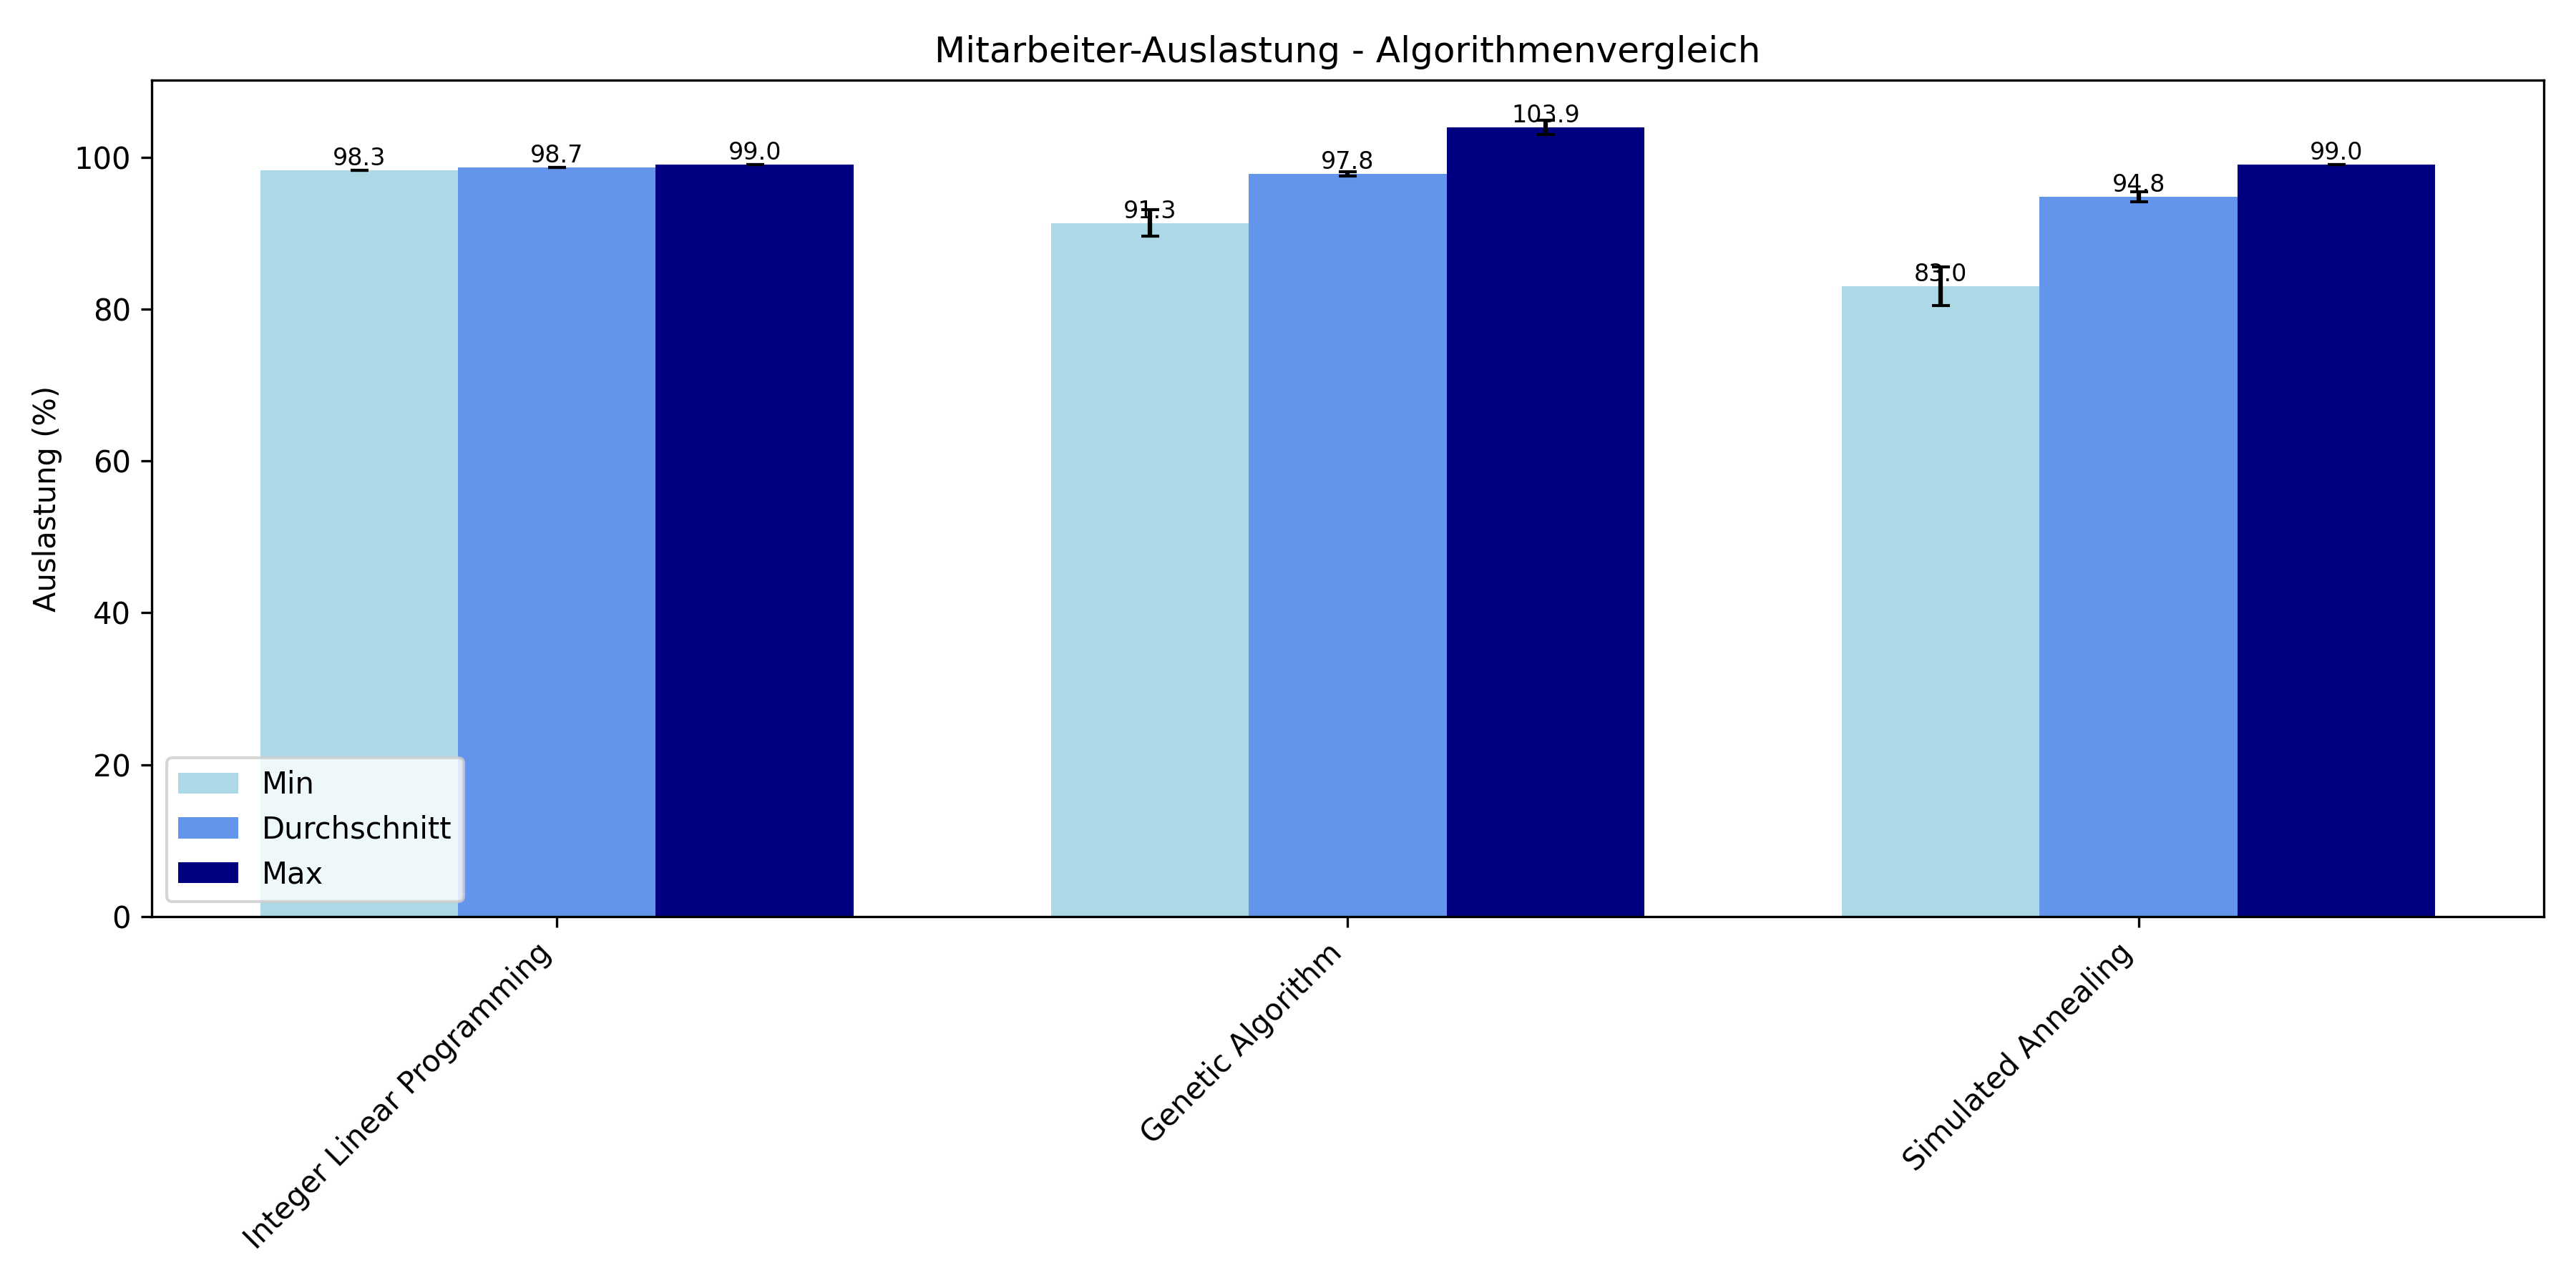 Mitarbeiter-Auslastung - Algorithmenvergleich
Auslastung (%)
100
80
60
40
20
0
98.3
98.7
99.0
91.3
97.8
103.9
83.0
94.8
99.0
Min
Durchschnitt
Max
Integer Linear Programming
Genetic Algorithm
Simulated Annealing